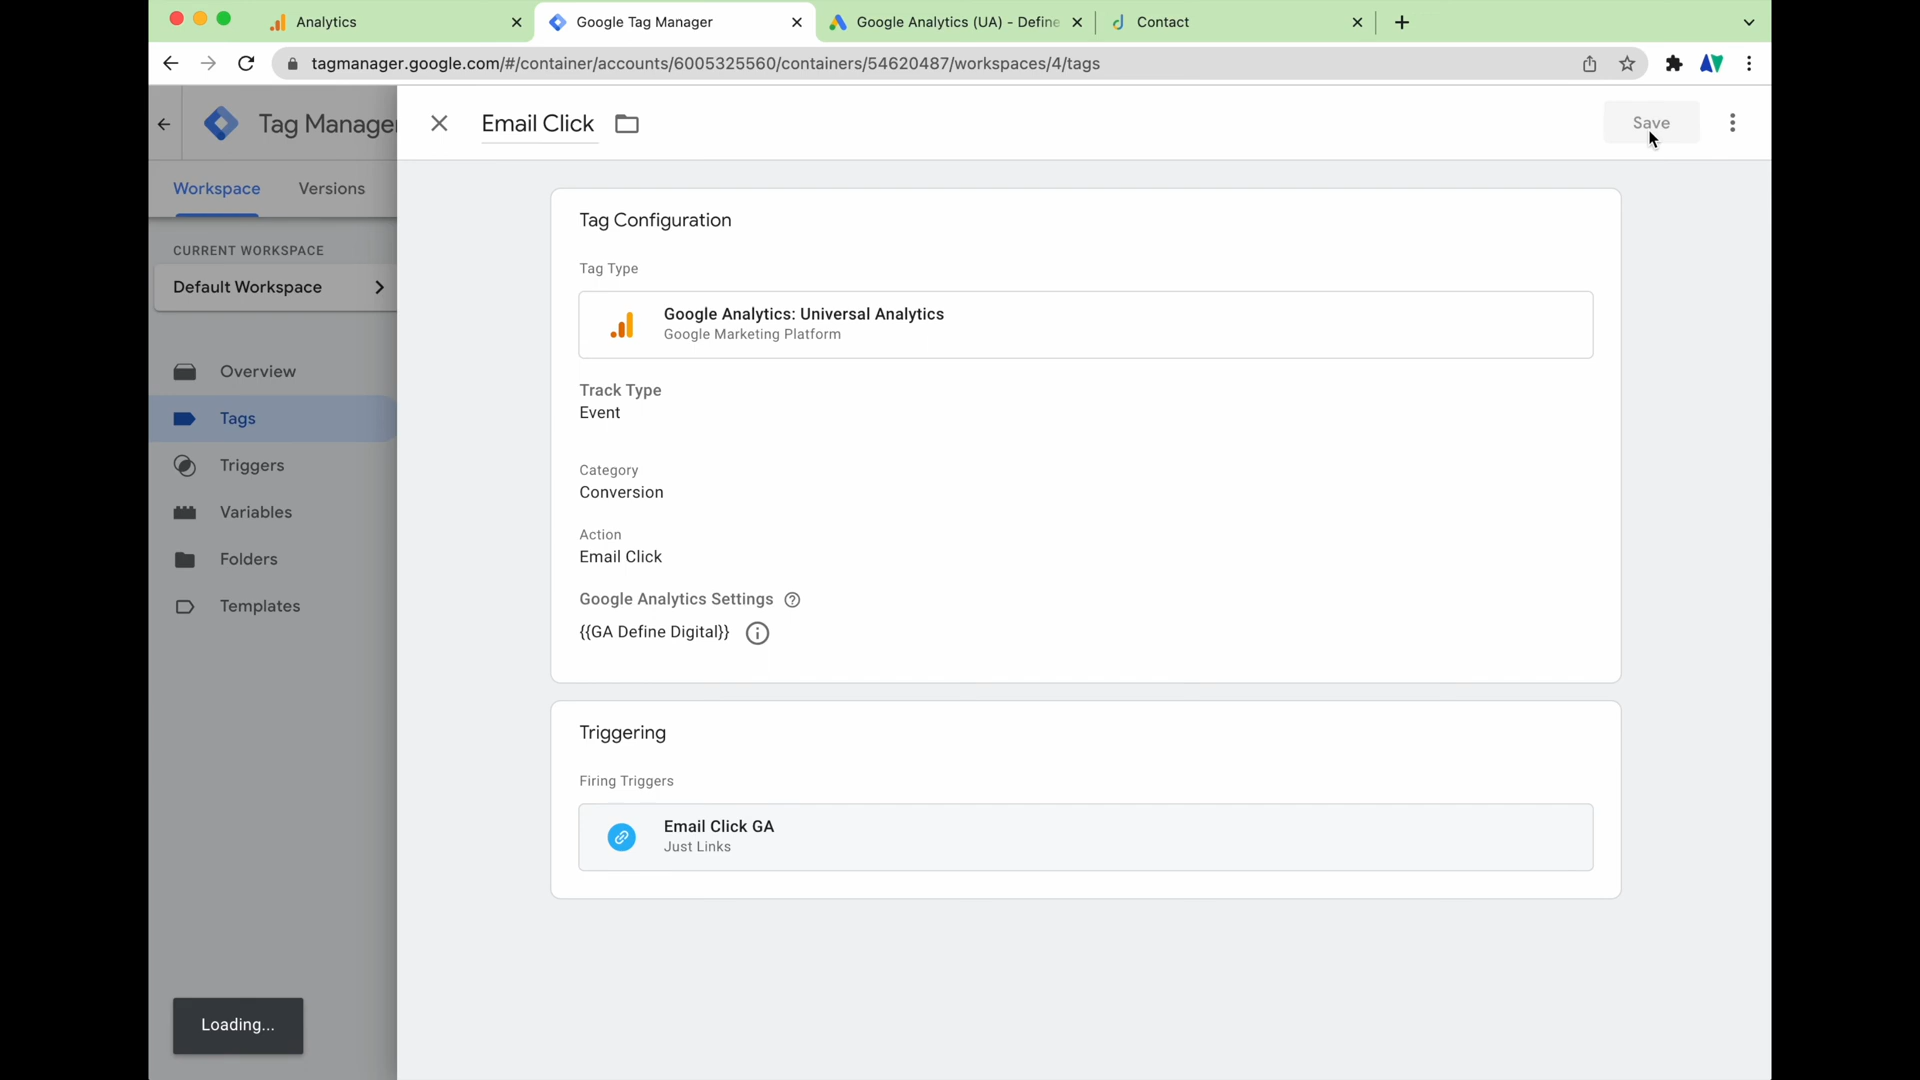 Analytics
Google Tag Manager
Google Analytics (UA) - Define
Contact
tagmanager.google.com/#/container/accounts/6005325560/containers/54620487/workspaces/4/tags
Tag Manager
Email Click
Save
Workspace
Versions
CURRENT WORKSPACE
Default Workspace
Overview
Tags
Triggers
Variables
Folders
Templates
Tag Configuration
Tag Type
Google Analytics: Universal Analytics
Google Marketing Platform
Track Type
Event
Category
Conversion
Action
Email Click
Google Analytics Settings
{{GA Define Digital}}
Triggering
Firing Triggers
Email Click GA
Just Links
Loading...